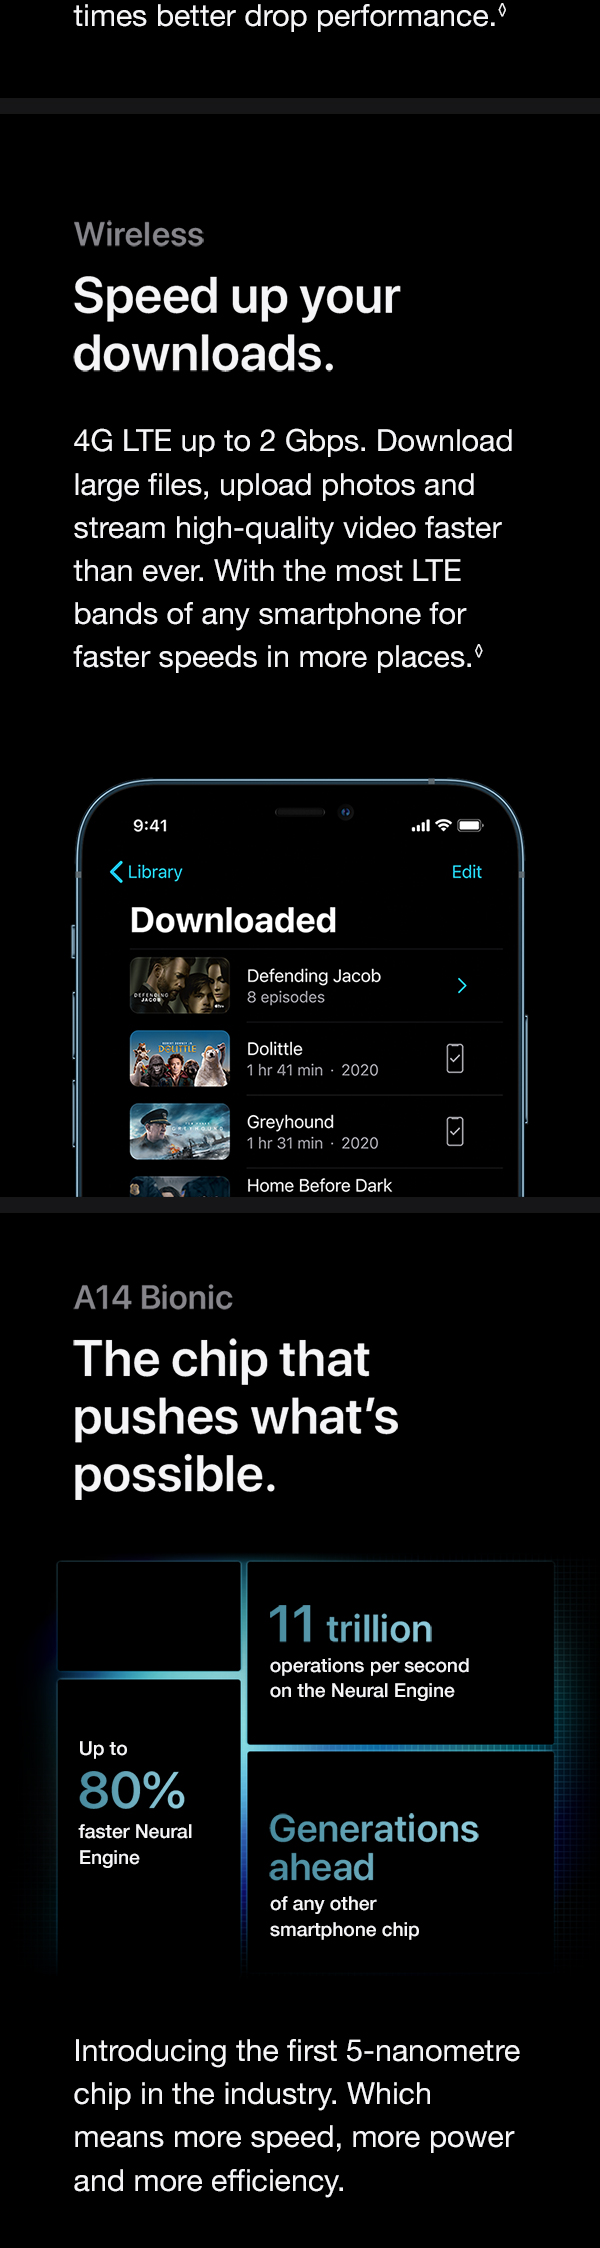 times better drop performance.◊
Wireless
Speed up your
downloads.
4G LTE up to 2 Gbps. Download
large files, upload photos and
stream high-quality video faster
than ever. With the most LTE
bands of any smartphone for
faster speeds in more places.◊
9:41
Library
Edit
Downloaded
DEFENDING
JACOB
Defending Jacob
8 episodes
DOLITTLE
Dolittle
1 hr 41 min · 2020
GREYHOUND
Greyhound
1 hr 31 min · 2020
Home Before Dark
A14 Bionic
The chip that
pushes what’s
possible.
11 trillion
operations per second
on the Neural Engine
Up to
80%
faster Neural
Engine
Generations
ahead
of any other
smartphone chip
Introducing the first 5-nanometre
chip in the industry. Which
means more speed, more power
and more efficiency.